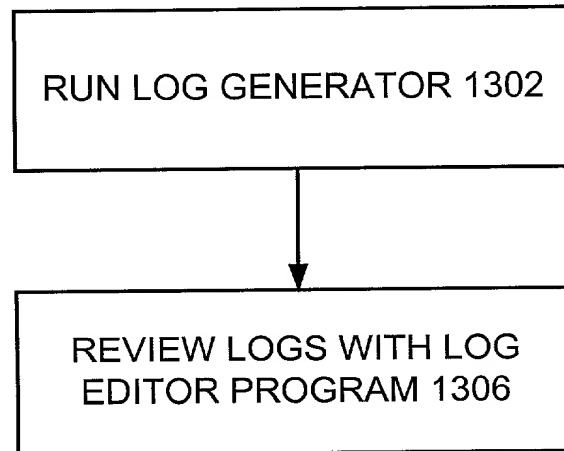 RUN LOG GENERATOR 1302
REVIEW LOGS WITH LOG
EDITOR PROGRAM 1306